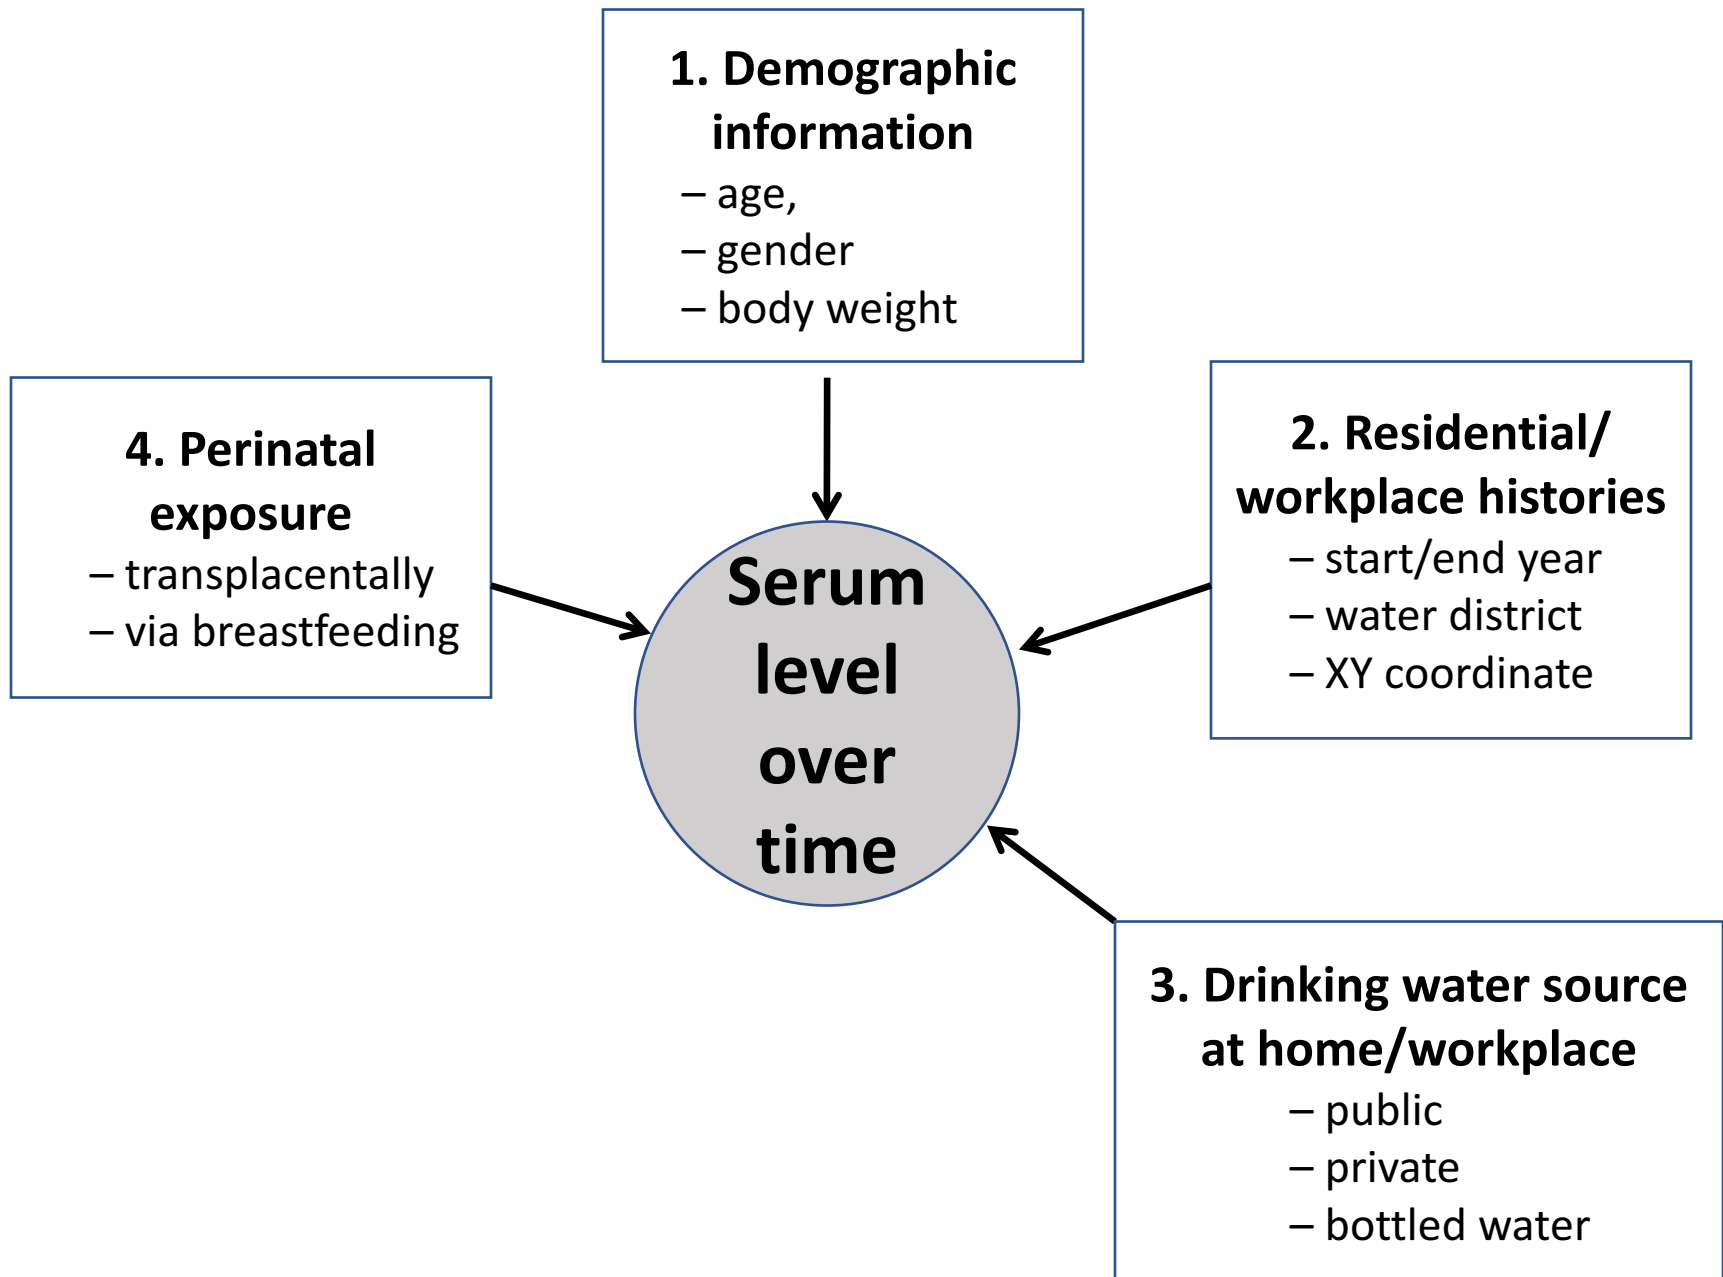 1. Demographic
information
– age,
– gender
– body weight
2. Residential/
workplace histories
– start/end year
– water district
– XY coordinate
3. Drinking water source
at home/workplace
– public
– private
– bottled water
4. Perinatal
exposure
– transplacentally
– via breastfeeding
Serum
level
over
time